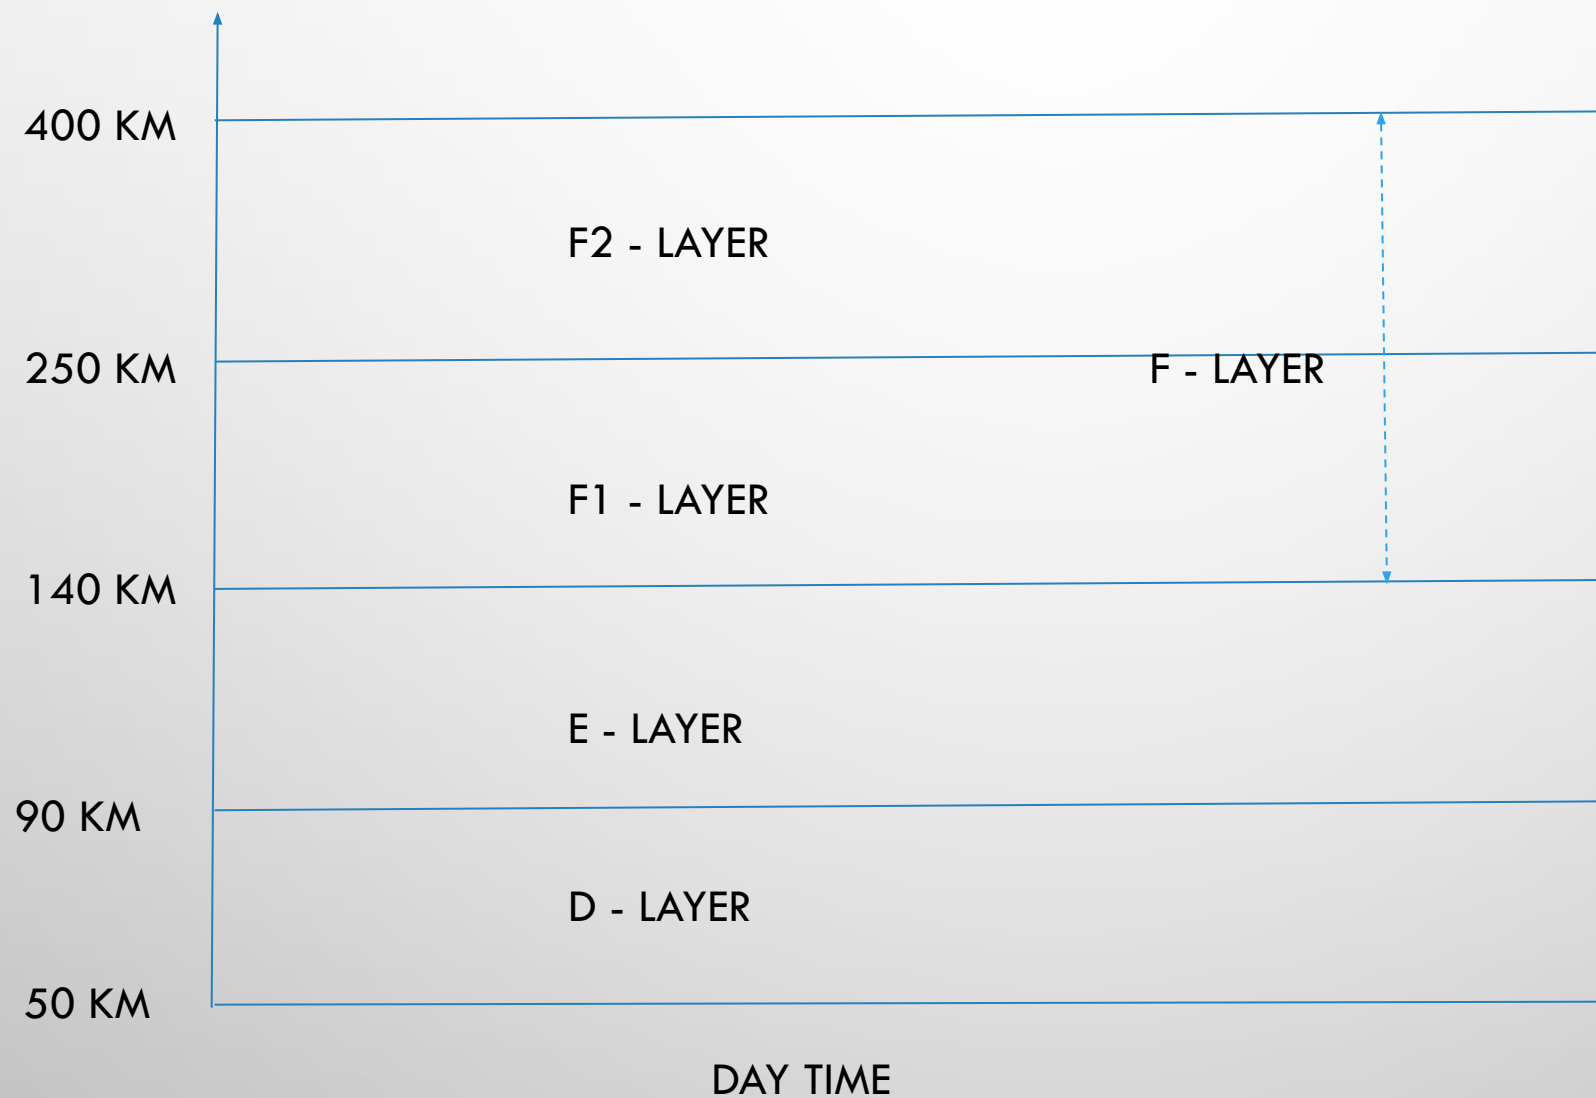 400 KM
F2 - LAYER
250 KM
F - LAYER
F1 - LAYER
140 KM
E - LAYER
90 KM
D - LAYER
50 KM
DAY TIME